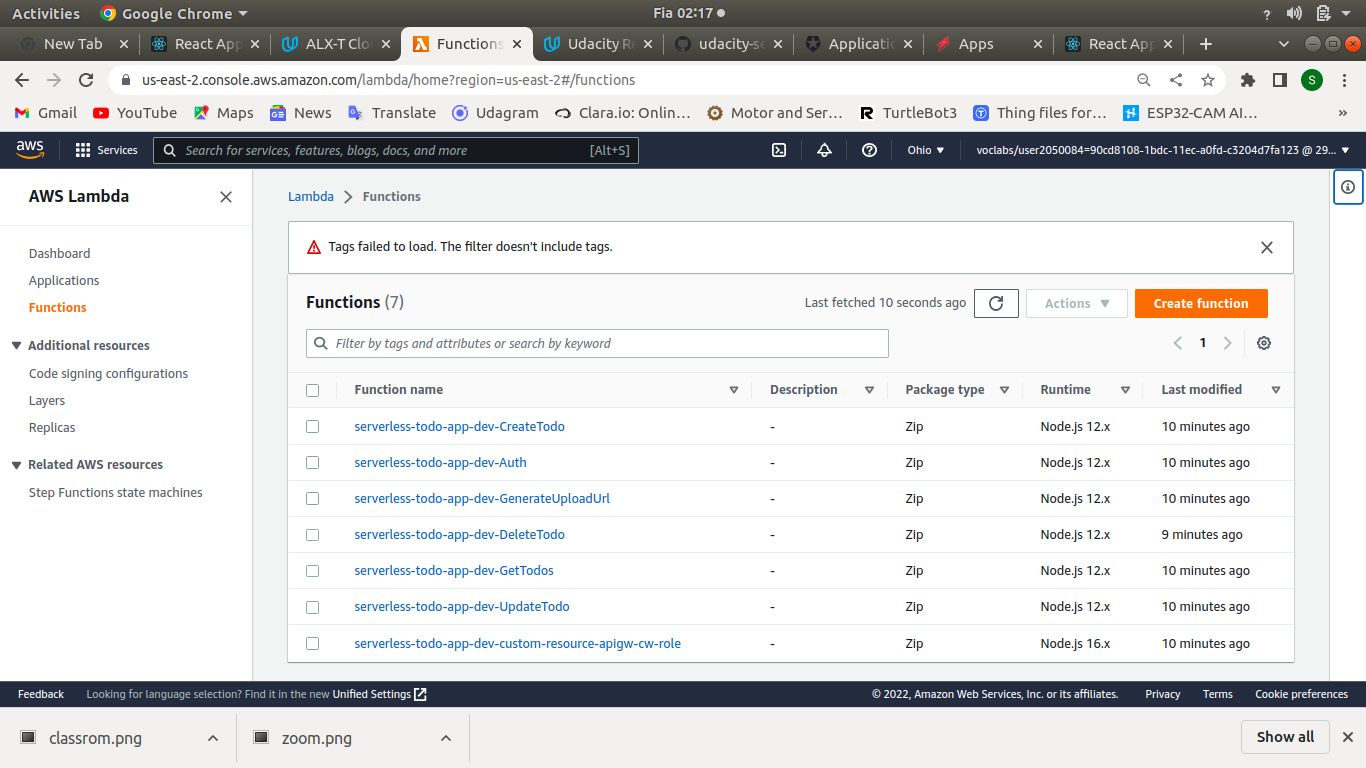 Activities Google Chrome Fia 02:17 ?
New Tab React App ALX-T Clo Functions Udacity R udacity-se Applicatio Apps React App
us-east-2.console.aws.amazon.com/lambda/home?region=us-east-2#/functions S
Gmail YouTube Maps News Translate Udagram Clara.io: Onlin... Motor and Ser... TurtleBot3 Thing files for... ESP32-CAM AI... »
aws Services Search for services, features, blogs, docs, and more [Alt+S] Ohio voclabs/user2050084=90cd8108-1bdc-11ec-a0fd-c3204d7fa123 @ 29...
AWS Lambda
Dashboard
Applications
Functions
Additional resources
Code signing configurations
Layers
Replicas
Related AWS resources
Step Functions state machines
Lambda > Functions
Tags failed to load. The filter doesn't include tags.
Functions (7) Last fetched 10 seconds ago Actions Create function
Filter by tags and attributes or search by keyword 1
Function name Description Package type Runtime Last modified
serverless-todo-app-dev-CreateTodo - Zip Node.js 12.x 10 minutes ago
serverless-todo-app-dev-Auth - Zip Node.js 12.x 10 minutes ago
serverless-todo-app-dev-GenerateUploadUrl - Zip Node.js 12.x 10 minutes ago
serverless-todo-app-dev-DeleteTodo - Zip Node.js 12.x 9 minutes ago
serverless-todo-app-dev-GetTodos - Zip Node.js 12.x 10 minutes ago
serverless-todo-app-dev-UpdateTodo - Zip Node.js 12.x 10 minutes ago
serverless-todo-app-dev-custom-resource-apigw-cw-role - Zip Node.js 16.x 10 minutes ago
Feedback Looking for language selection? Find it in the new Unified Settings © 2022, Amazon Web Services, Inc. or its affiliates. Privacy Terms Cookie preferences
classrom.png zoom.png Show all